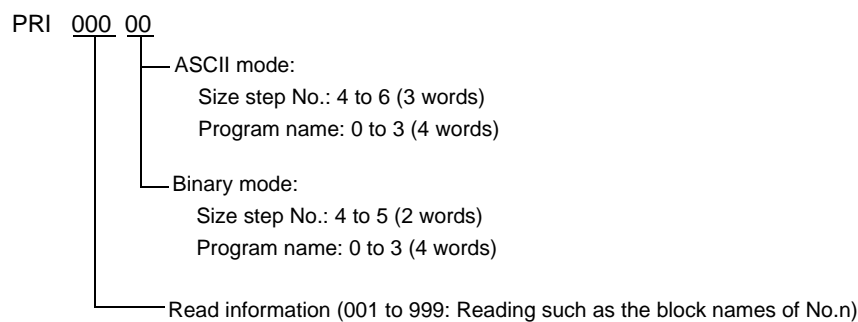 PRI 000 00
ASCII mode:
Size step No.: 4 to 6 (3 words)
Program name: 0 to 3 (4 words)
Binary mode:
Size step No.: 4 to 5 (2 words)
Program name: 0 to 3 (4 words)
Read information (001 to 999: Reading such as the block names of No.n)